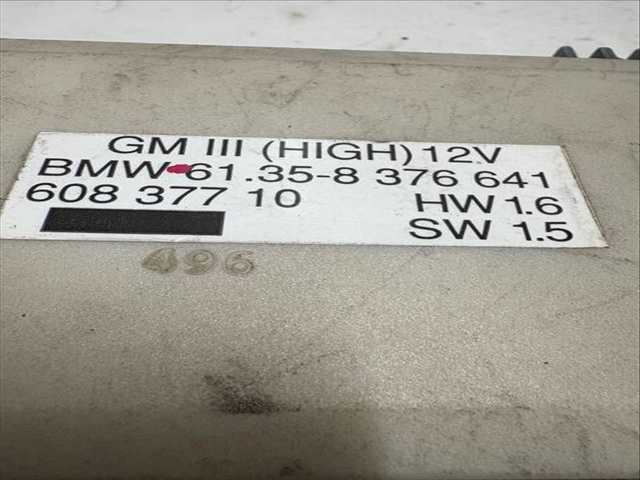 GM III (HIGH) 12V
BMW 61.35-8 376 641
608 377 10 HW 1.6
SW 1.5
496